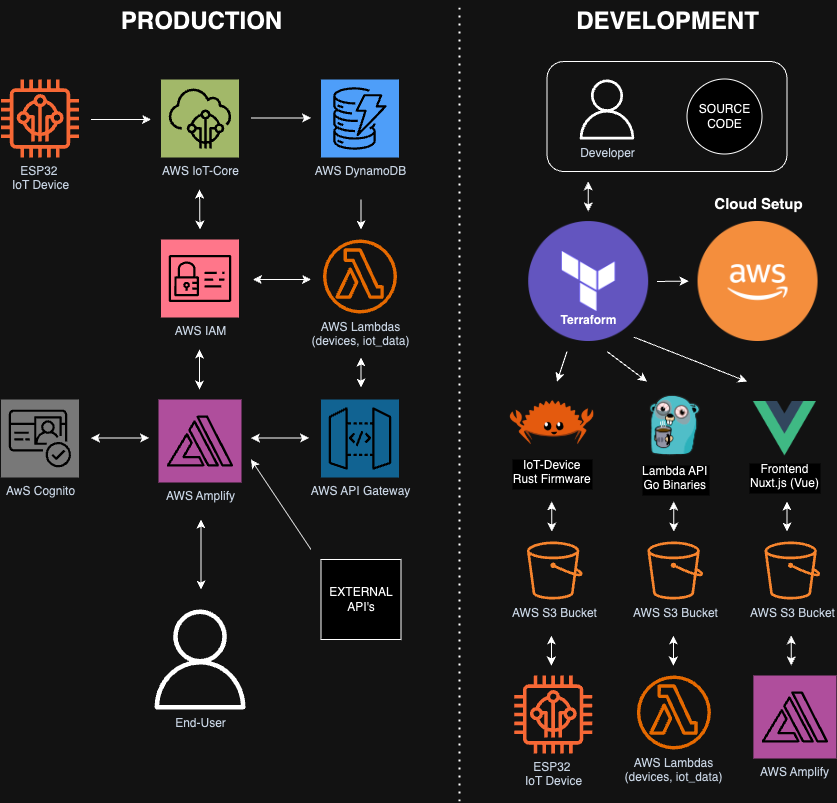 PRODUCTION
ESP32
IoT Device
AWS IoT-Core
AWS DynamoDB
AWS IAM
AWS Lambdas
(devices, iot_data)
AwS Cognito
AWS Amplify
</>
AWS API Gateway
EXTERNAL
API's
End-User
DEVELOPMENT
Developer
SOURCE
CODE
Cloud Setup
Terraform
aws
IoT-Device
Rust Firmware
Lambda API
Go Binaries
Frontend
Nuxt.js (Vue)
AWS S3 Bucket
AWS S3 Bucket
AWS S3 Bucket
ESP32
IoT Device
AWS Lambdas
(devices, iot_data)
AWS Amplify